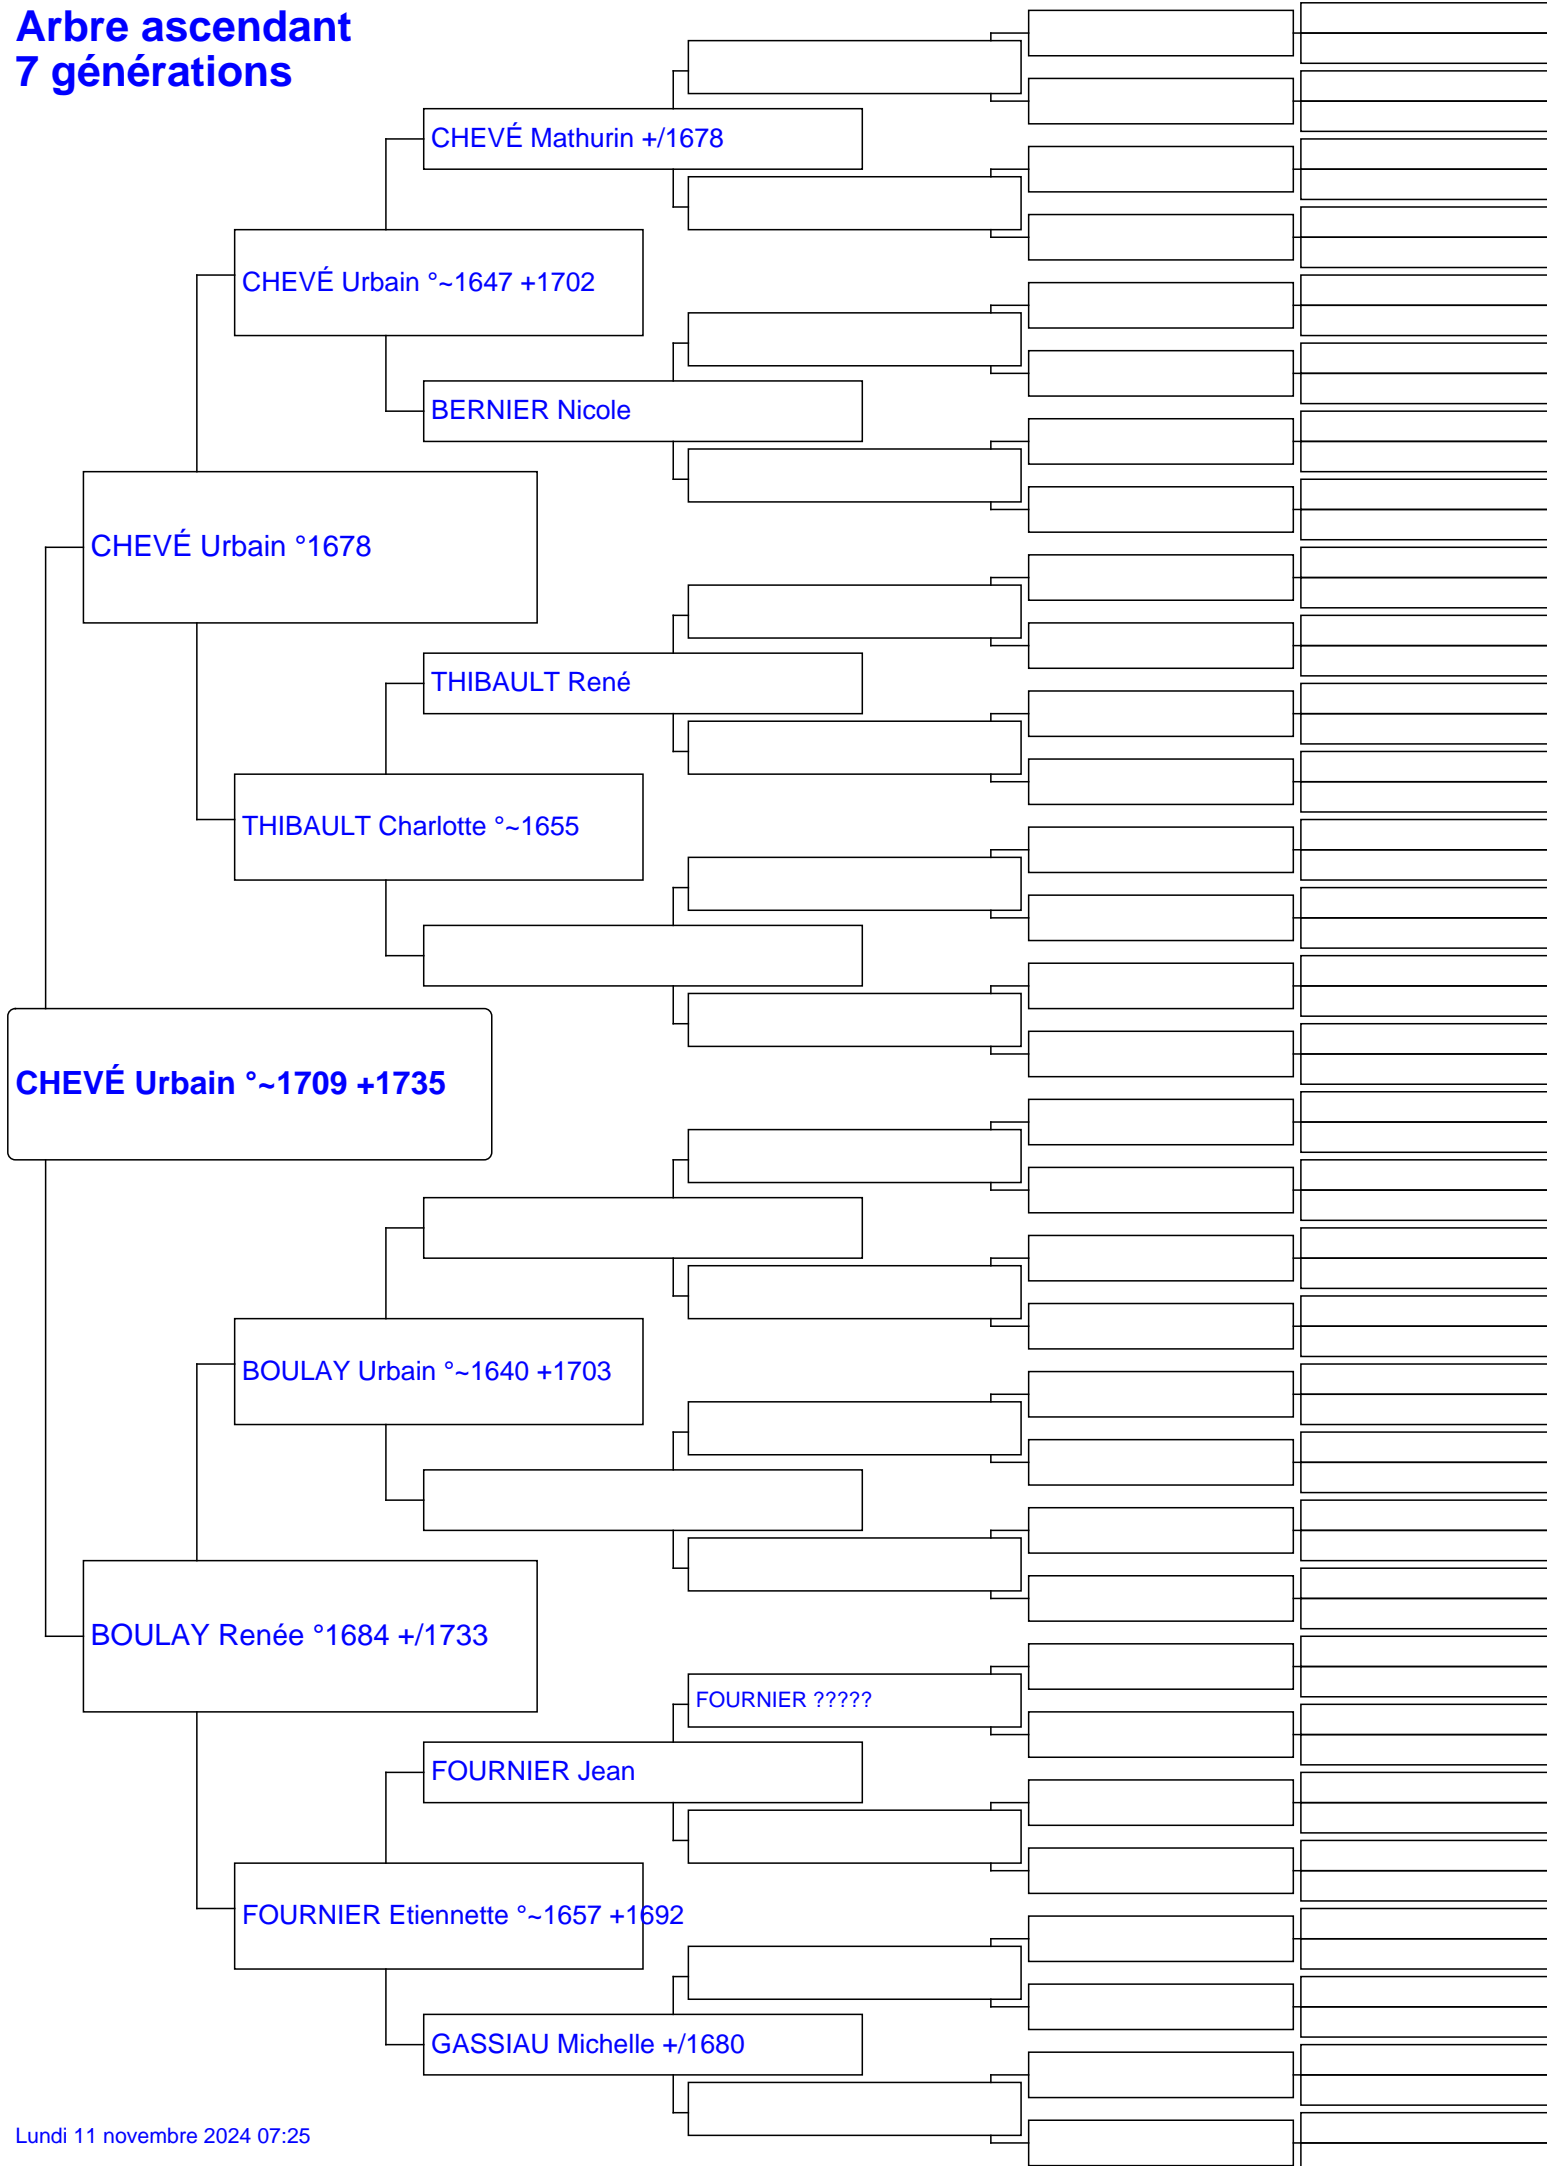 Arbre ascendant
7 générations
CHEVÉ Mathurin +/1678
CHEVÉ Urbain °~1647 +1702
BERNIER Nicole
CHEVÉ Urbain °1678
THIBAULT René
THIBAULT Charlotte °~1655
CHEVÉ Urbain °~1709 +1735
BOULAY Urbain °~1640 +1703
BOULAY Renée °1684 +/1733
FOURNIER ?????
FOURNIER Jean
FOURNIER Etiennette °~1657 +1692
GASSIAU Michelle +/1680
Lundi 11 novembre 2024 07:25